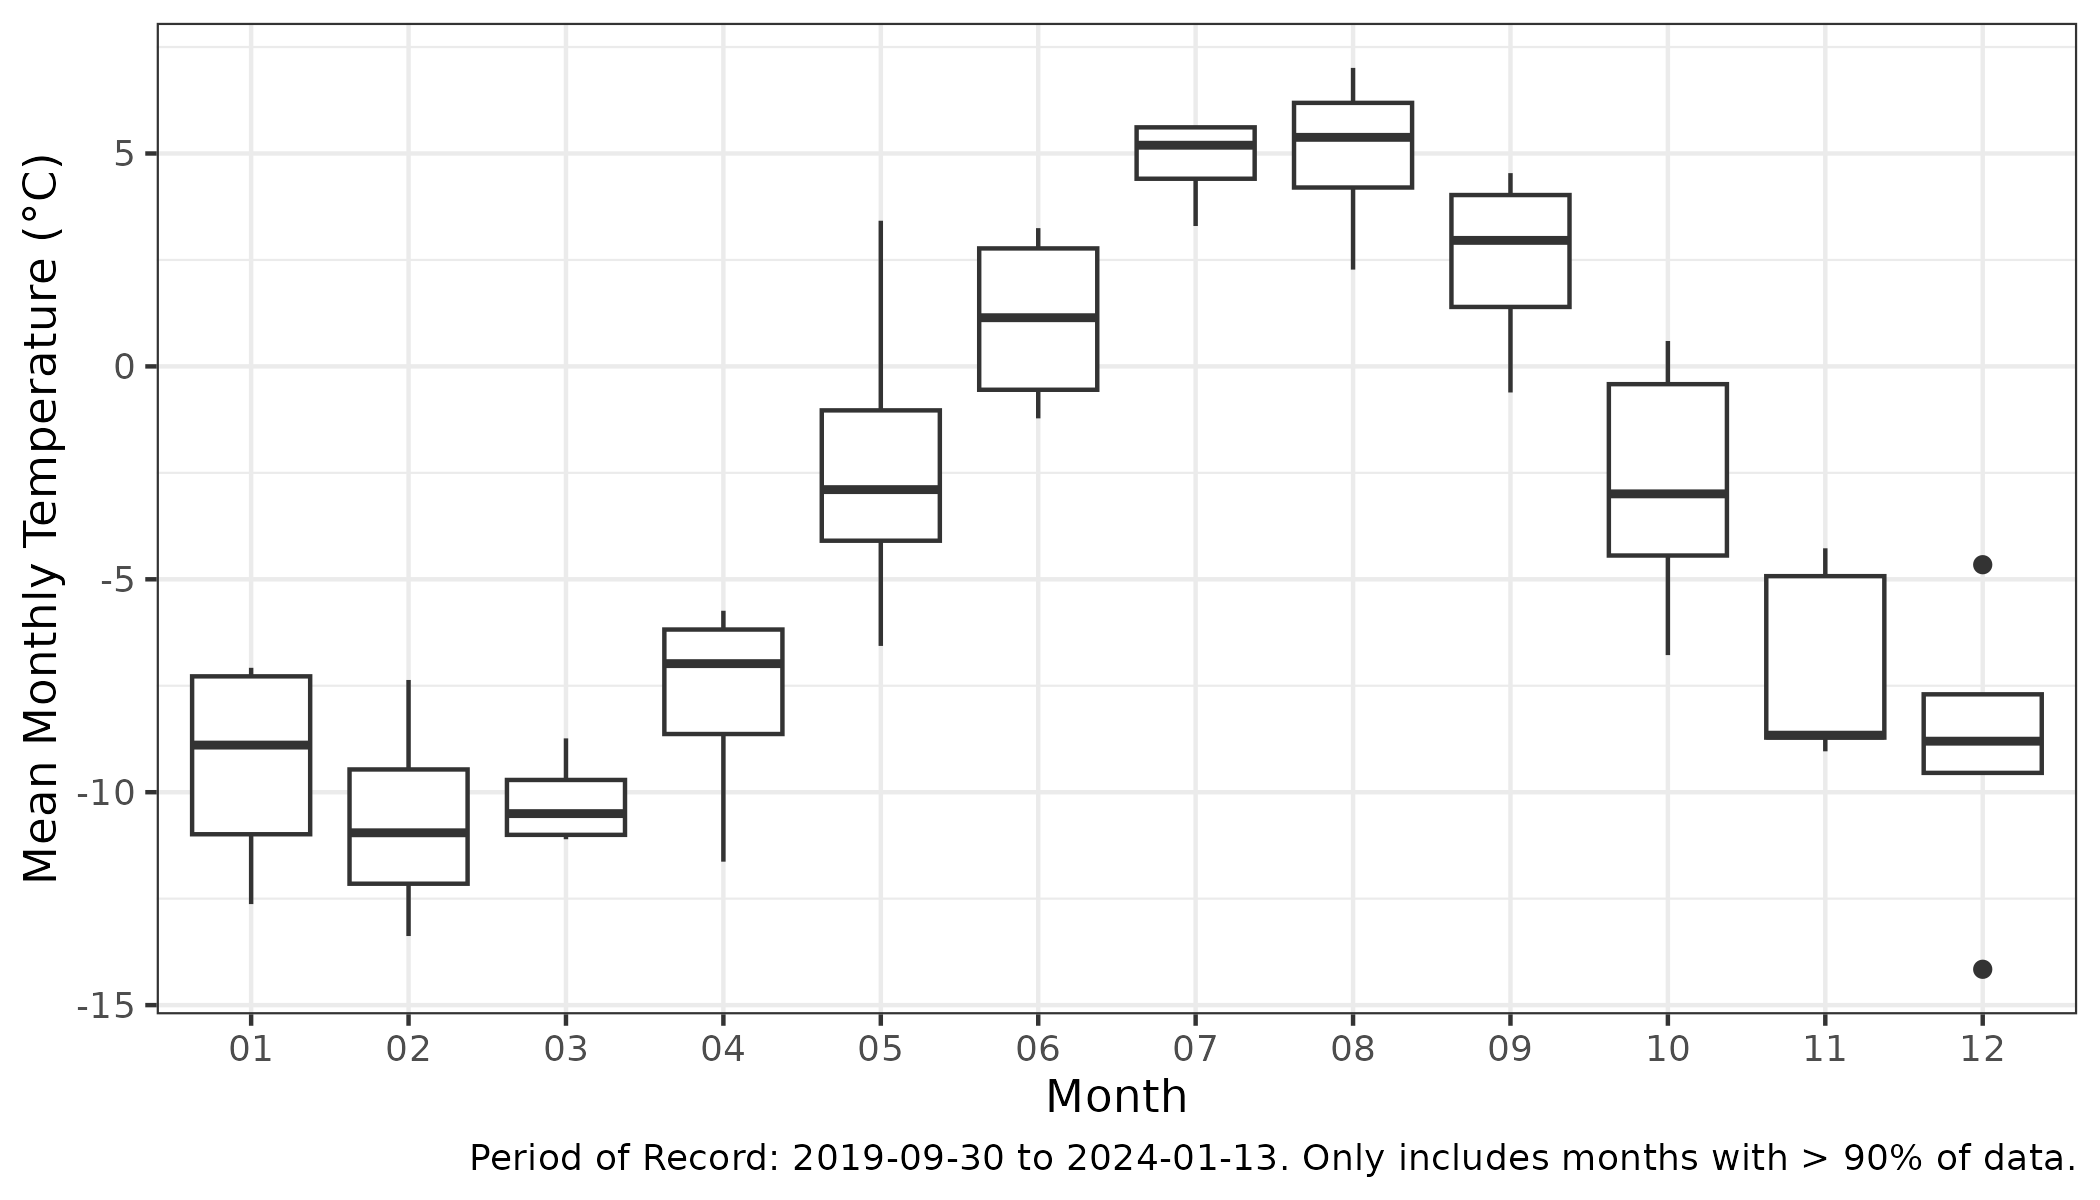 Mean Monthly Temperature (°C)
5
0
-5
-10
-15
01 02 03 04 05 06 07 08 09 10 11 12
Month
Period of Record: 2019-09-30 to 2024-01-13. Only includes months with > 90% of data.